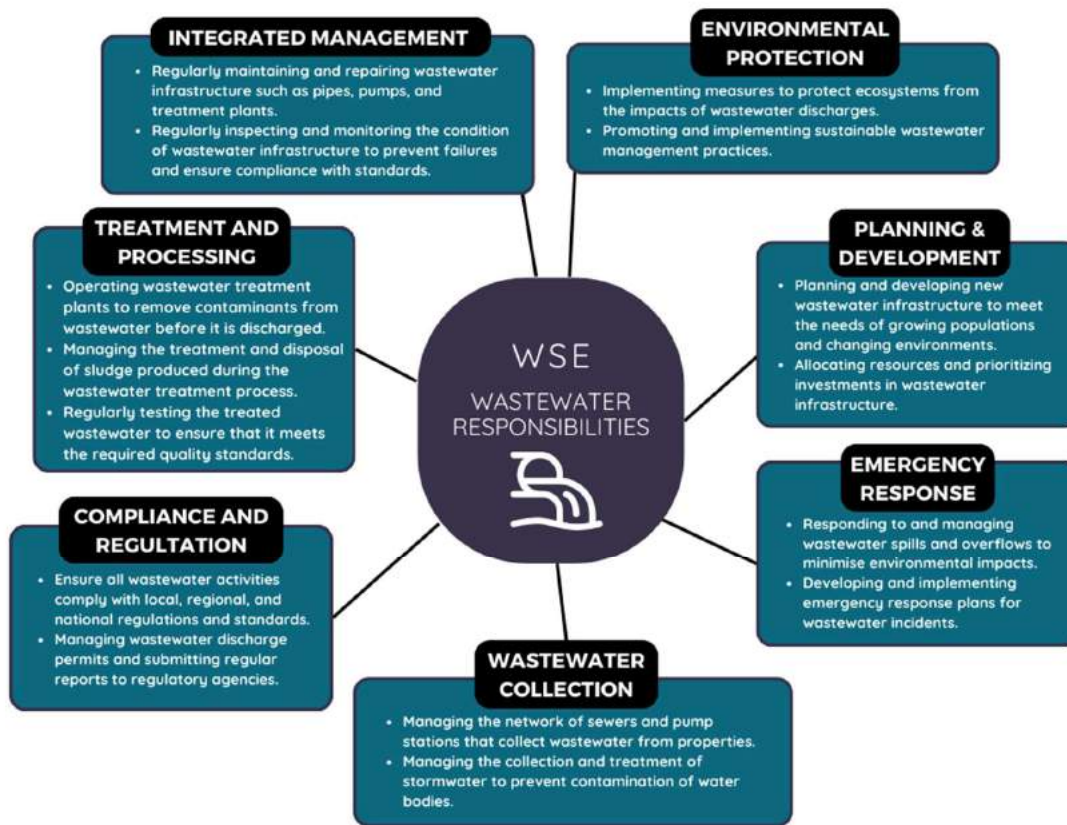 INTEGRATED MANAGEMENT
• Regularly maintaining and repairing wastewater
infrastructure such as pipes, pumps, and
treatment plants.
• Regularly inspecting and monitoring the condition
of wastewater infrastructure to prevent failures
and ensure compliance with standards.
ENVIRONMENTAL
PROTECTION
• Implementing measures to protect ecosystems from
the impacts of wastewater discharges.
• Promoting and implementing sustainable wastewater
management practices.
TREATMENT AND
PROCESSING
• Operating wastewater treatment
plants to remove contaminants from
wastewater before it is discharged.
• Managing the treatment and disposal
of sludge produced during the
wastewater treatment process.
• Regularly testing the treated
wastewater to ensure that it meets
the required quality standards.
WSE
WASTEWATER
RESPONSIBILITIES
PLANNING &
DEVELOPMENT
• Planning and developing new
wastewater infrastructure to meet
the needs of growing populations
and changing environments.
• Allocating resources and prioritizing
investments in wastewater
infrastructure.
EMERGENCY
RESPONSE
• Responding to and managing
wastewater spills and overflows to
minimise environmental impacts.
• Developing and implementing
emergency response plans for
wastewater incidents.
COMPLIANCE AND
REGULTATION
• Ensure all wastewater activities
comply with local, regional, and
national regulations and standards.
• Managing wastewater discharge
permits and submitting regular
reports to regulatory agencies.
WASTEWATER
COLLECTION
• Managing the network of sewers and pump
stations that collect wastewater from properties.
• Managing the collection and treatment of
stormwater to prevent contamination of water
bodies.